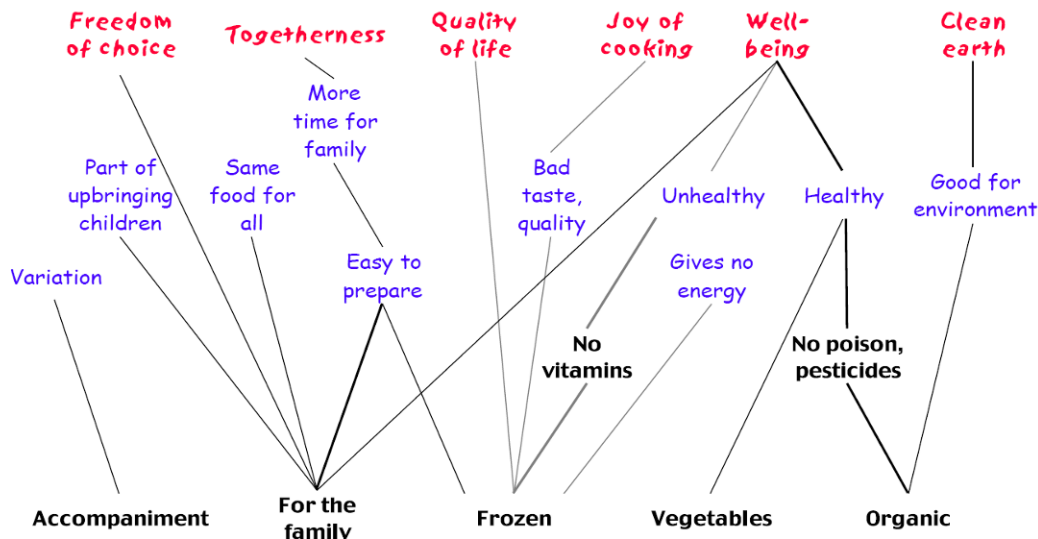 Freedom
of choice
Togetherness
Quality
of life
Joy of
cooking
Well-
being
Clean
earth
More
time for
family
Part of
upbringing
children
Same
food for
all
Bad
taste,
quality
Unhealthy
Healthy
Good for
environment
Variation
Easy to
prepare
Gives no
energy
No
vitamins
No poison,
pesticides
Accompaniment
For the
family
Frozen
Vegetables
Organic